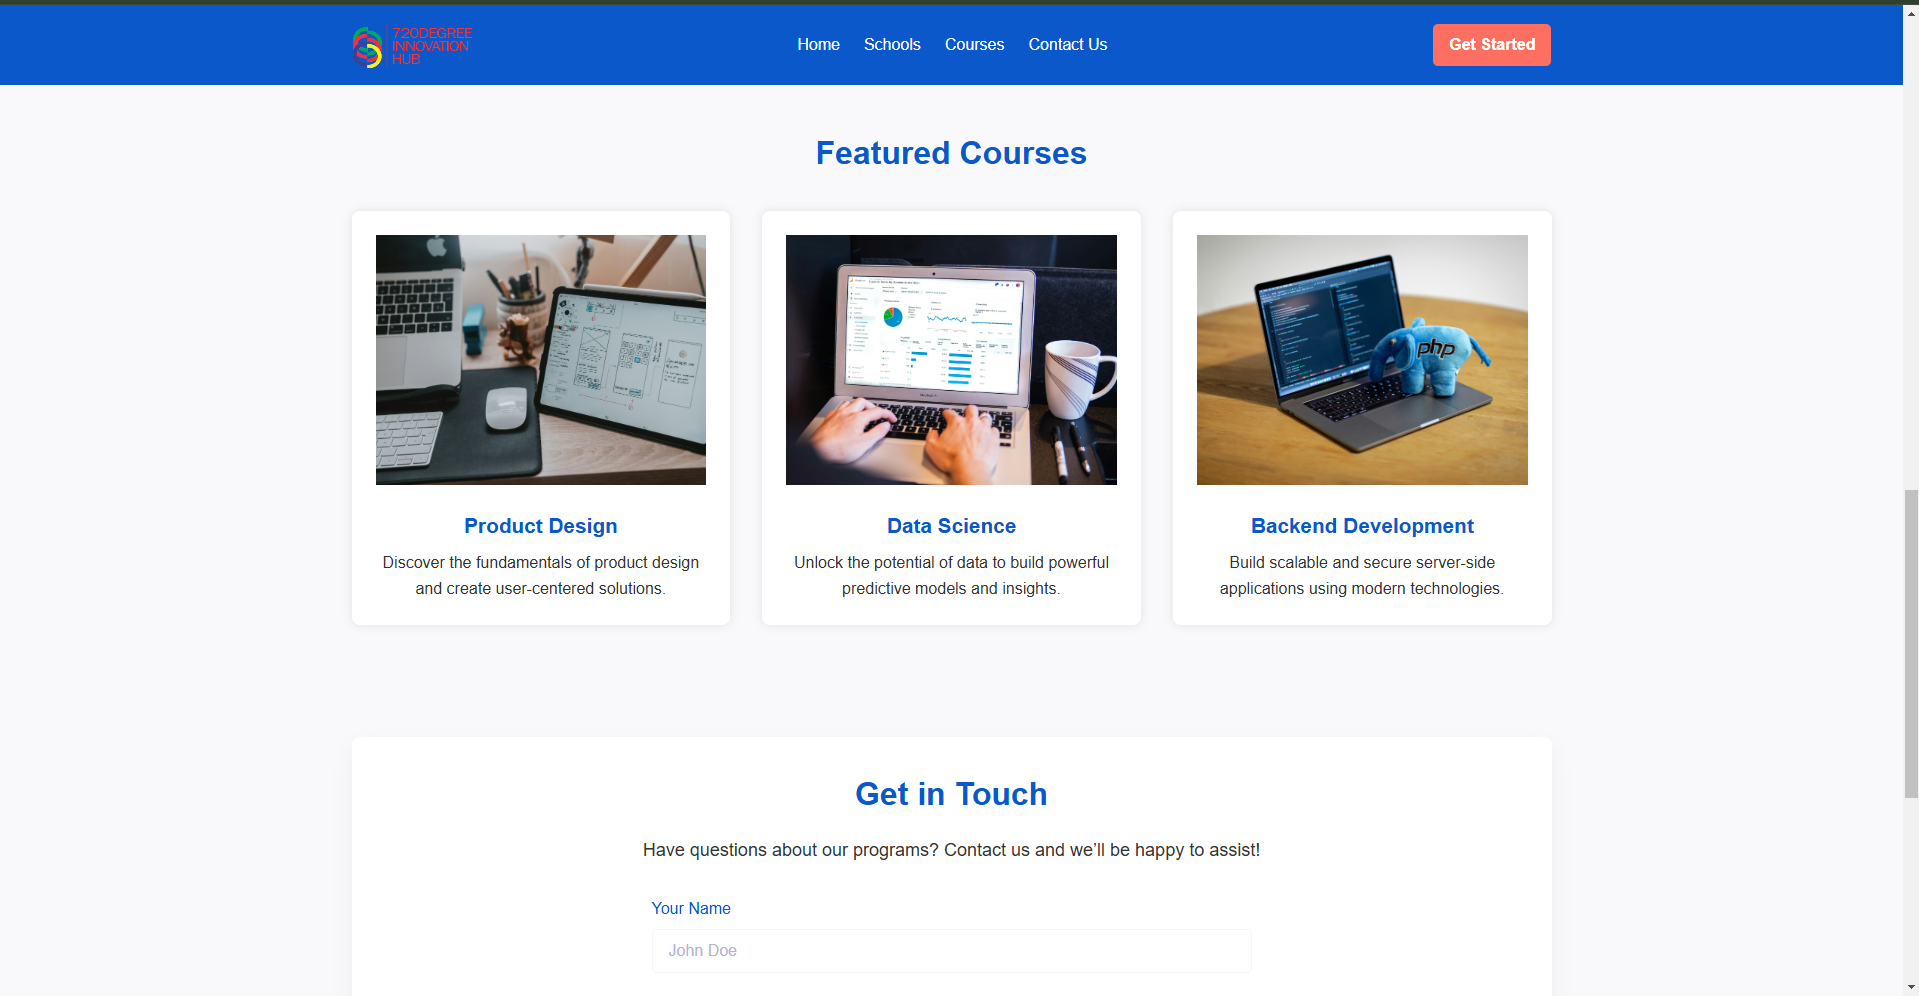 720DEGREE
INNOVATION
HUB
Home
Schools
Courses
Contact Us
Get Started
Featured Courses
php
Product Design
Discover the fundamentals of product design
and create user-centered solutions.
Data Science
Unlock the potential of data to build powerful
predictive models and insights.
Backend Development
Build scalable and secure server-side
applications using modern technologies.
Get in Touch
Have questions about our programs? Contact us and we’ll be happy to assist!
Your Name
John Doe